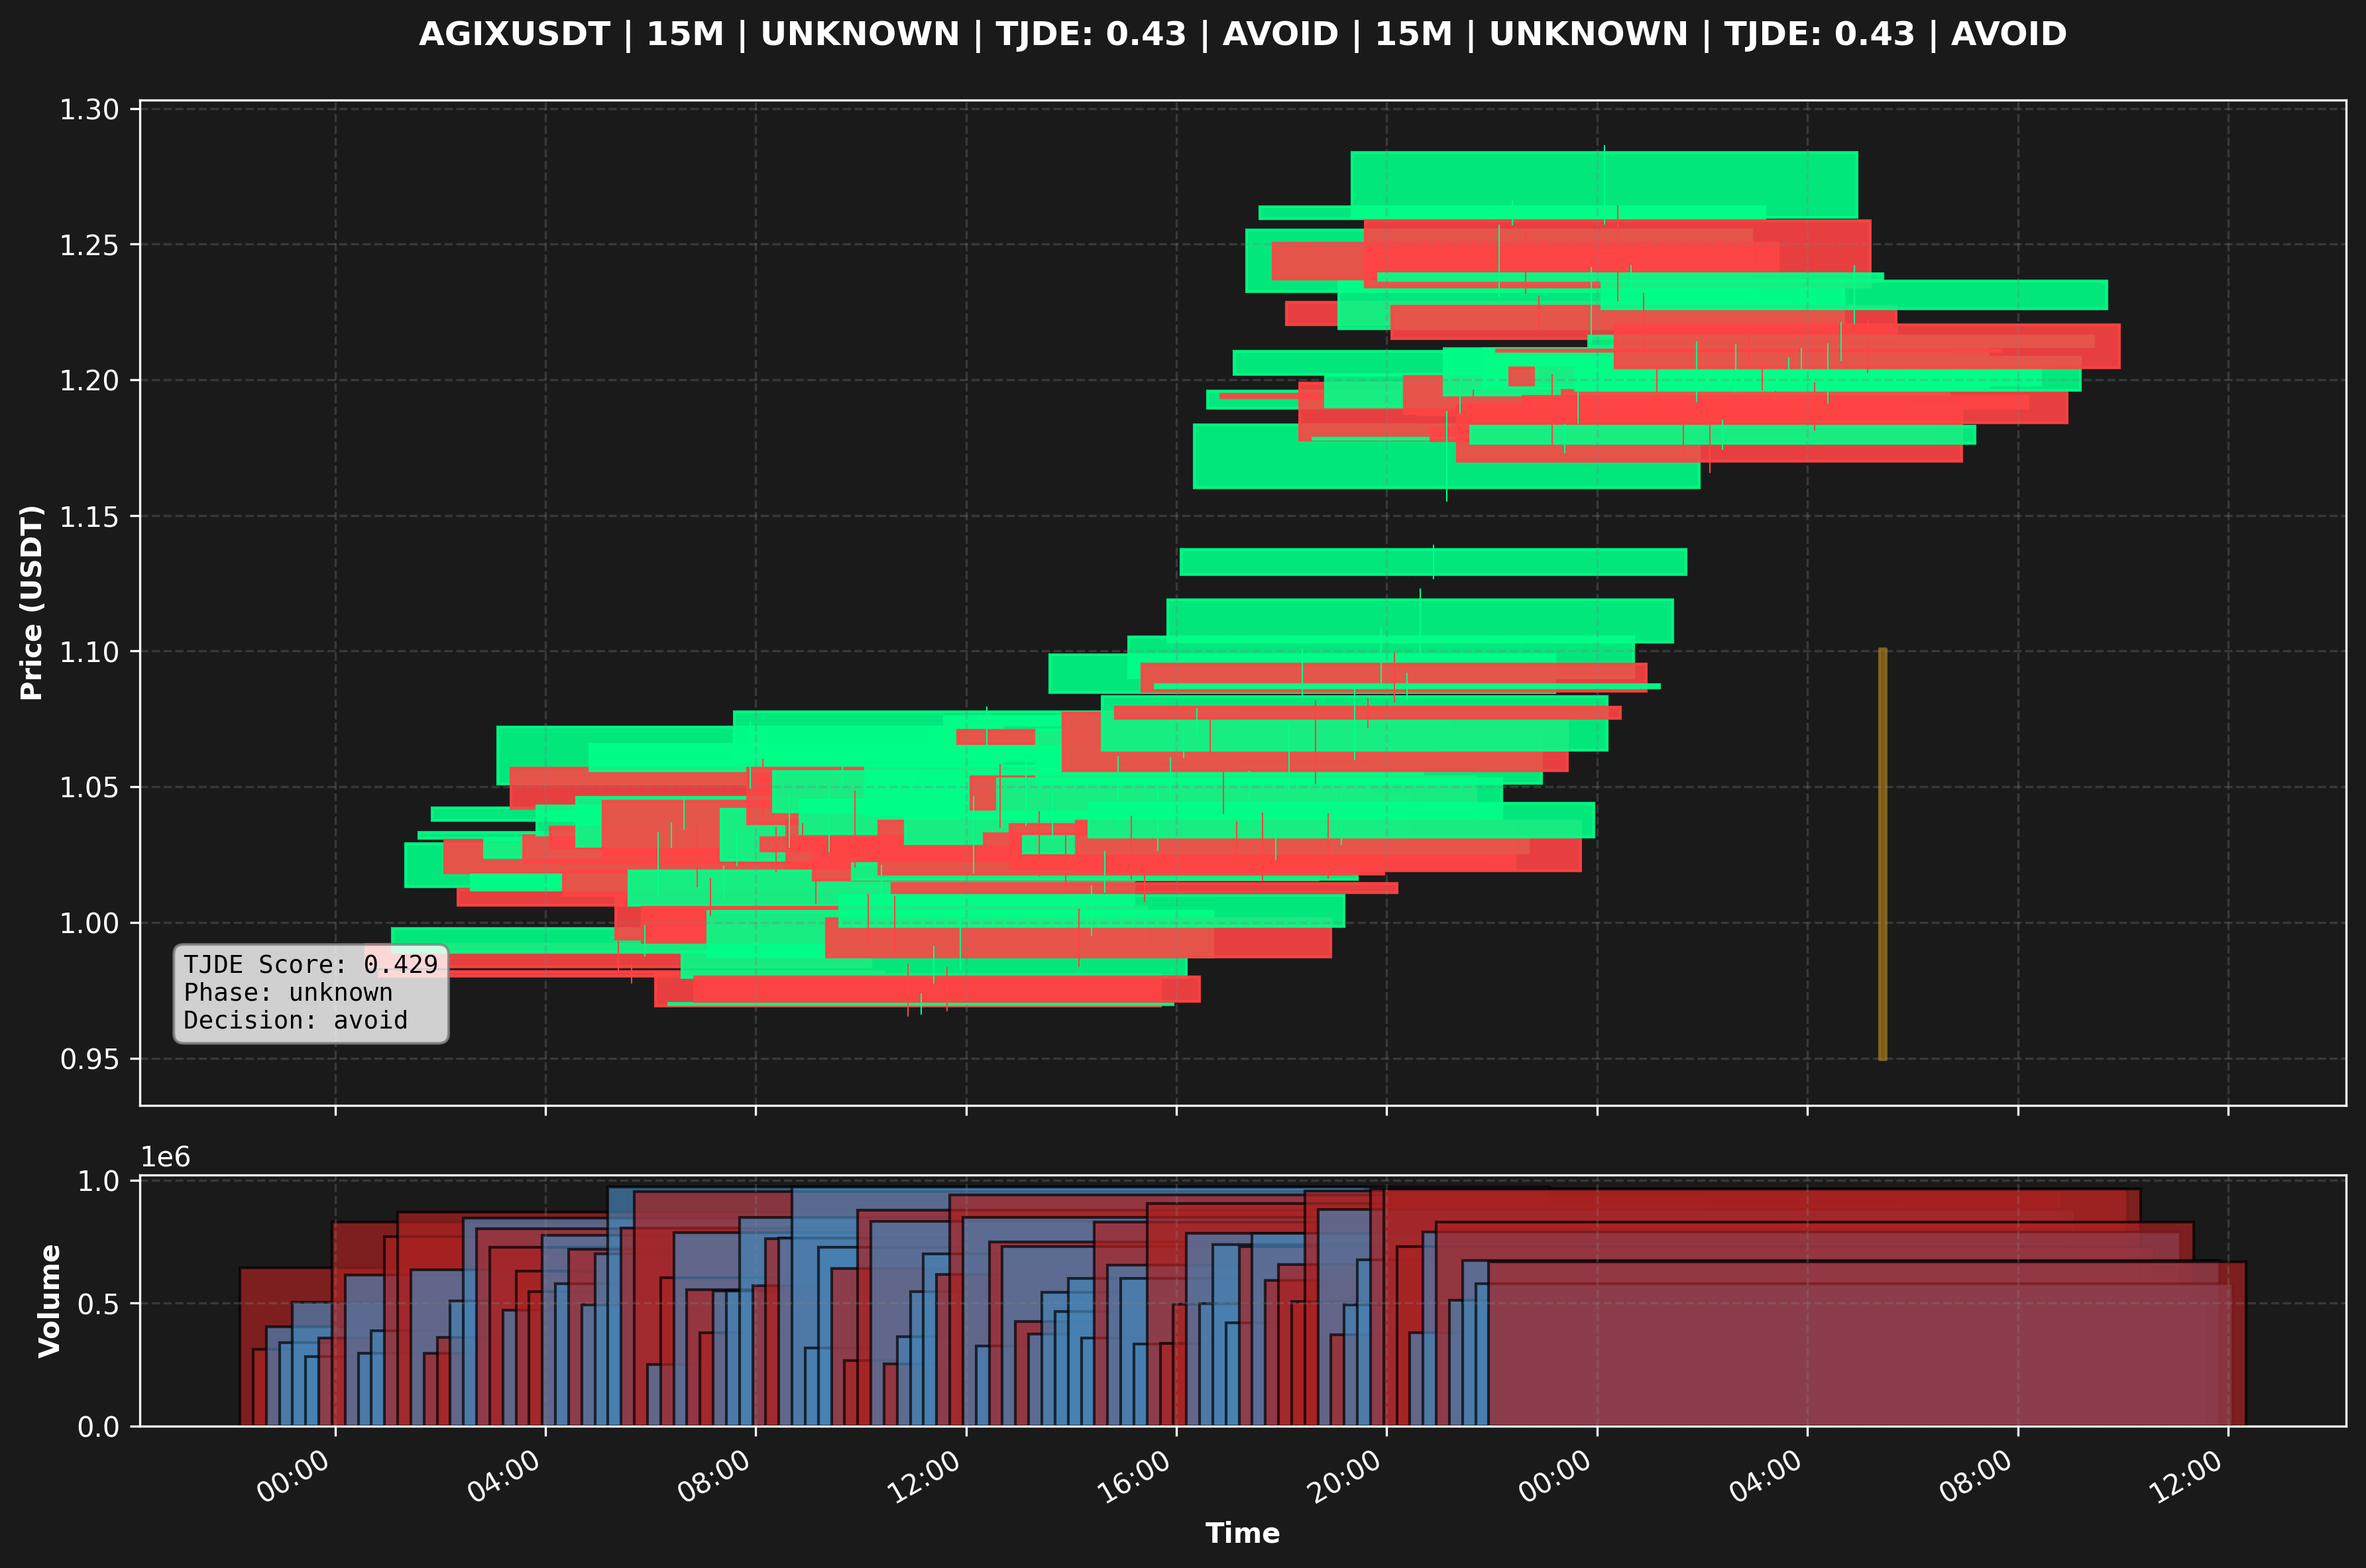 AGIXUSDT | 15M | UNKNOWN | TJDE: 0.43 | AVOID | 15M | UNKNOWN | TJDE: 0.43 | AVOID
1.30
1.25
1.20
1.15
1.10
1.05
1.00
0.95
Price (USDT)
TJDE Score: 0.429
Phase: unknown
Decision: avoid
1e6
1.0
0.5
0.0
Volume
00:00
04:00
08:00
12:00
16:00
20:00
00:00
04:00
08:00
12:00
Time